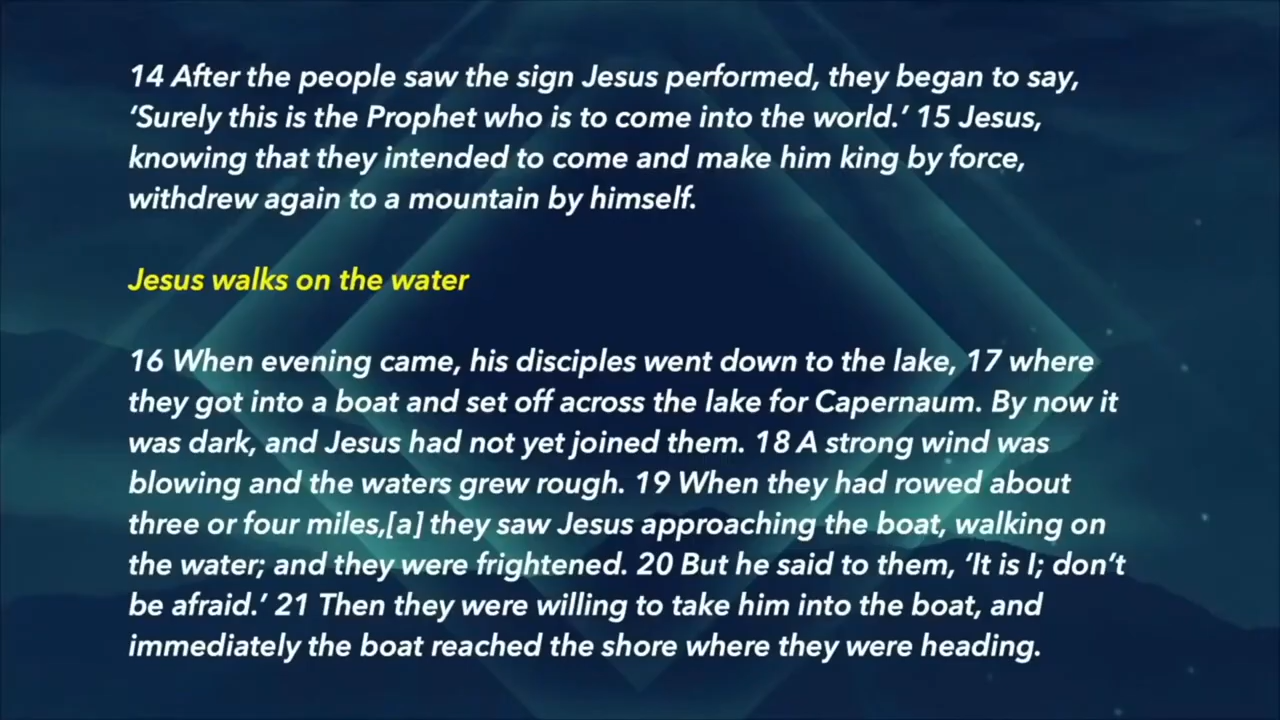 14 After the people saw the sign Jesus performed, they began to say,
‘Surely this is the Prophet who is to come into the world.’ 15 Jesus,
knowing that they intended to come and make him king by force,
withdrew again to a mountain by himself.
Jesus walks on the water
16 When evening came, his disciples went down to the lake, 17 where
they got into a boat and set off across the lake for Capernaum. By now it
was dark, and Jesus had not yet joined them. 18 A strong wind was
blowing and the waters grew rough. 19 When they had rowed about
three or four miles,[a] they saw Jesus approaching the boat, walking on
the water; and they were frightened. 20 But he said to them, ‘It is I; don’t
be afraid.’ 21 Then they were willing to take him into the boat, and
immediately the boat reached the shore where they were heading.